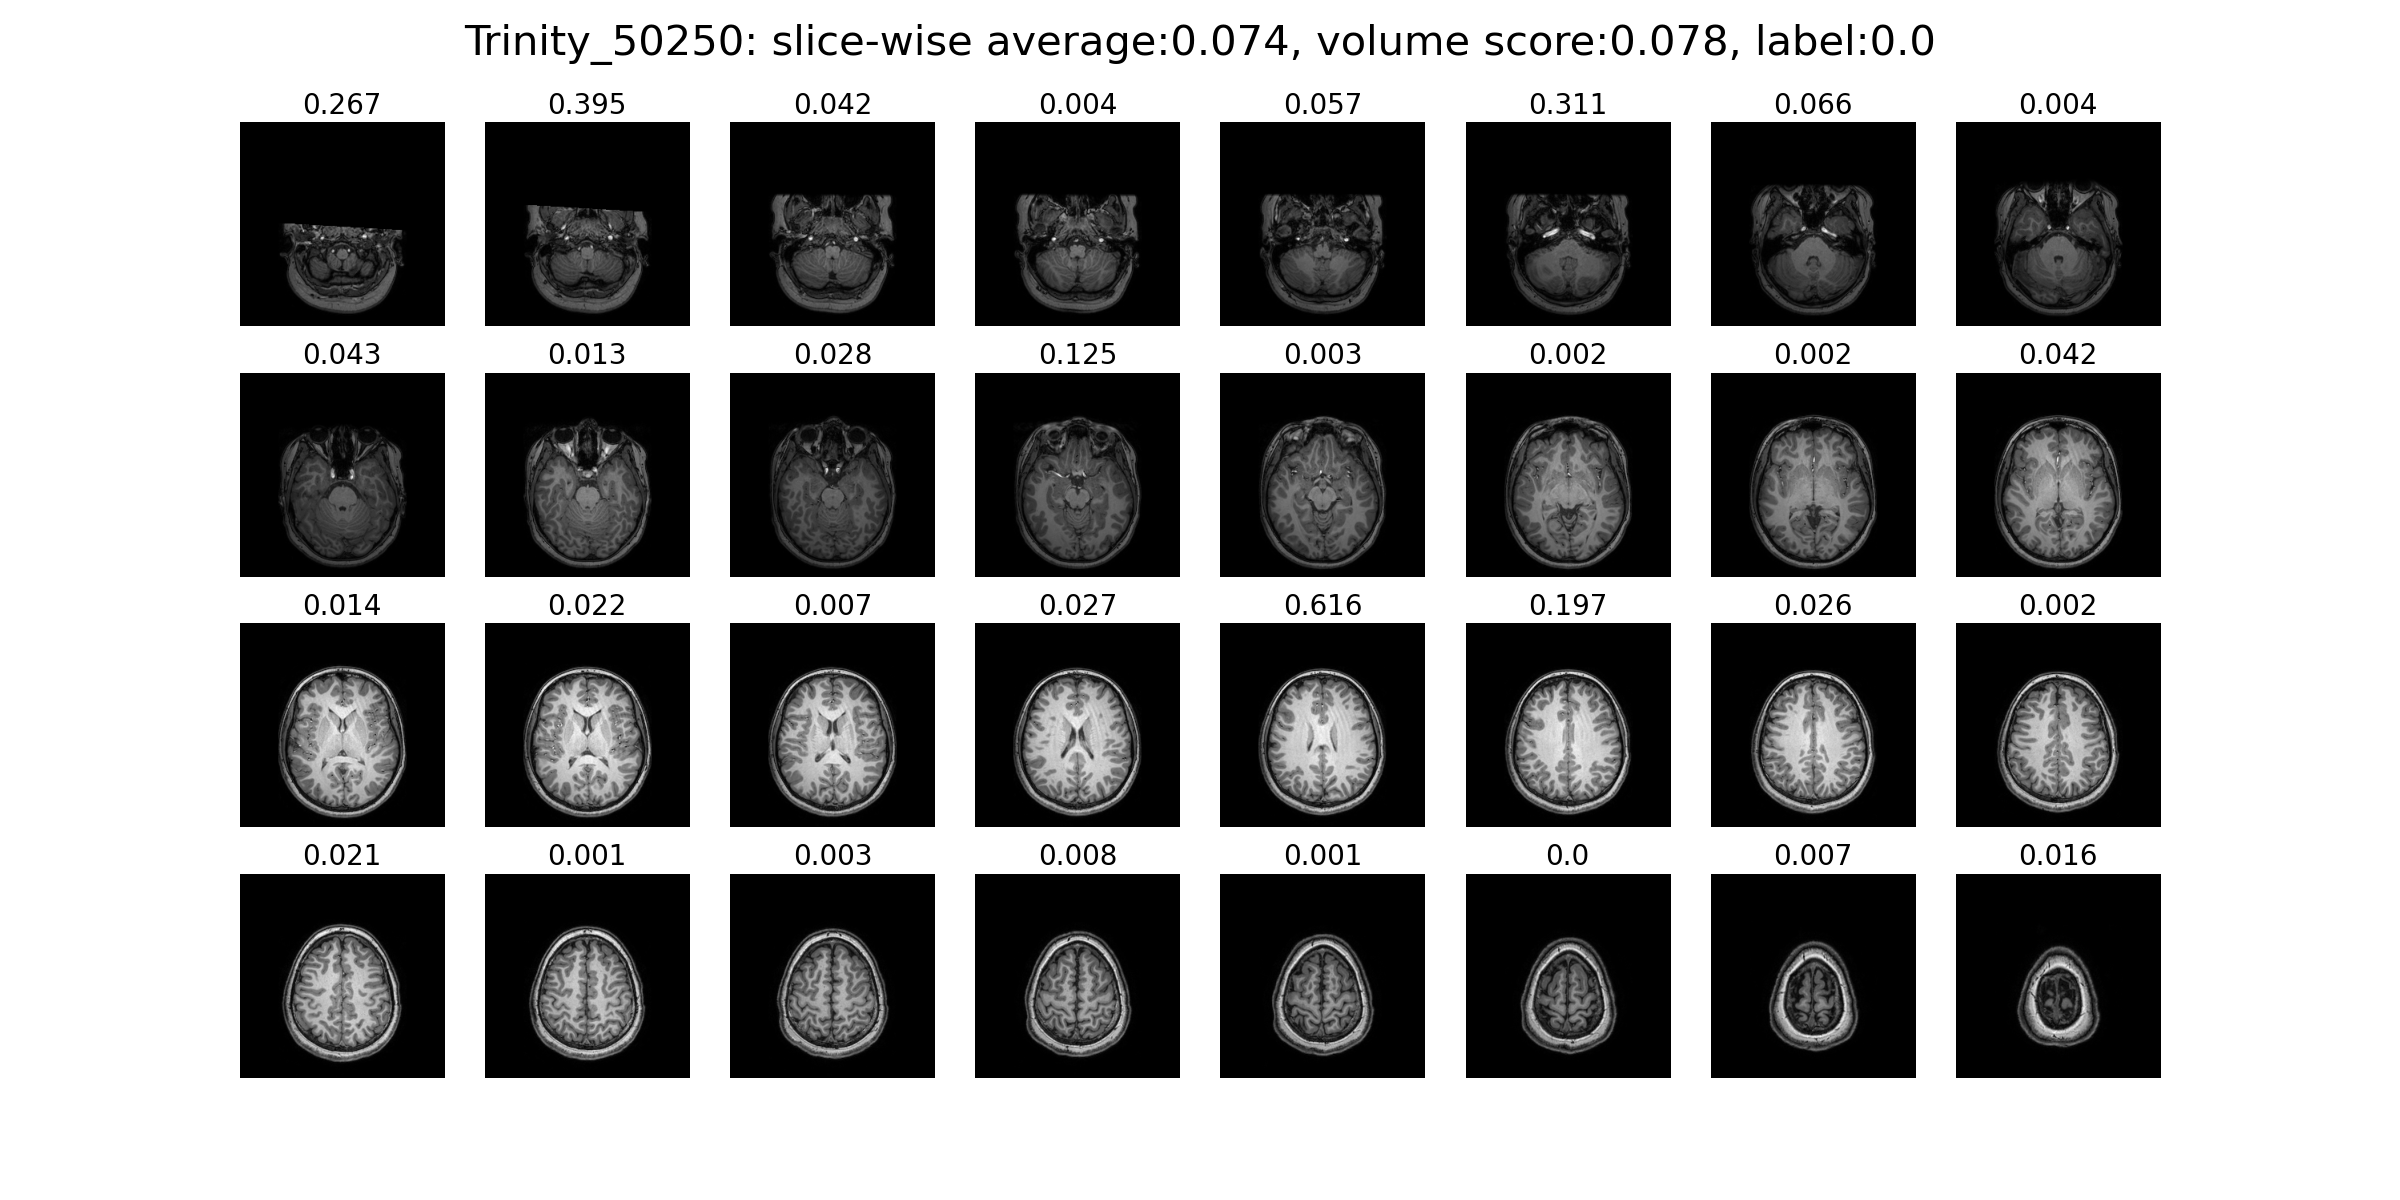 Trinity_50250: slice-wise average:0.074, volume score:0.078, label:0.0
0.267 0.395 0.042 0.004 0.057 0.311 0.066 0.004
0.043 0.013 0.028 0.125 0.003 0.002 0.002 0.042
0.014 0.022 0.007 0.027 0.616 0.197 0.026 0.002
0.021 0.001 0.003 0.008 0.001 0.0 0.007 0.016